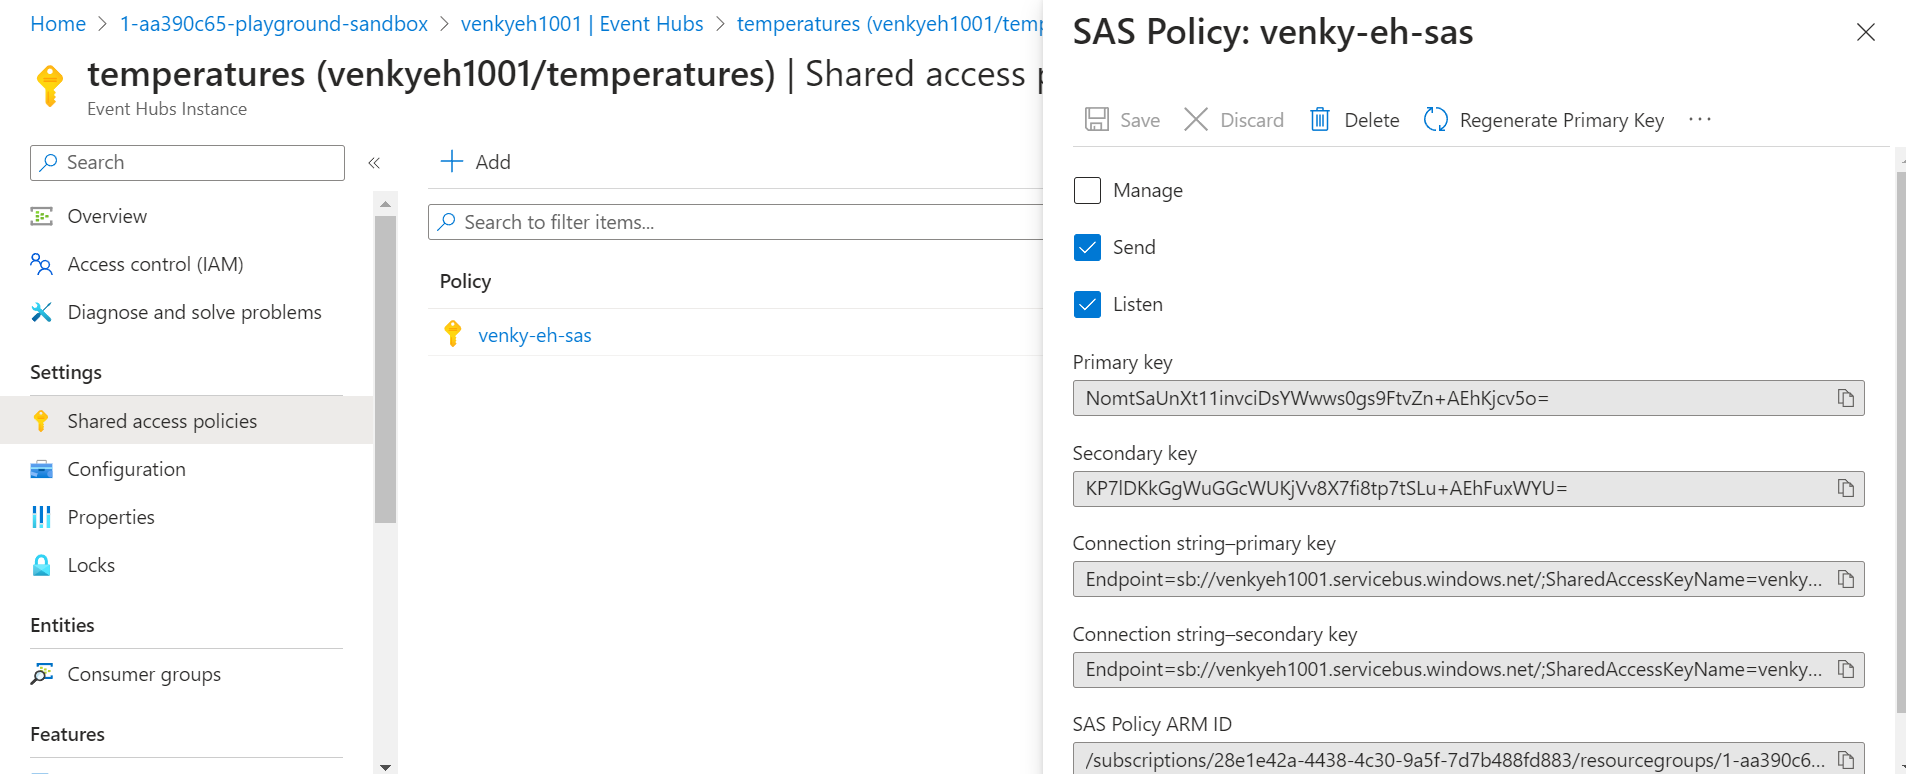 Home > 1-aa390c65-playground-sandbox > venkyeh1001 | Event Hubs > temperatures (venkyeh1001/temp
temperatures (venkyeh1001/temperatures) | Shared access p
Event Hubs Instance
Search «
Overview
Access control (IAM)
Diagnose and solve problems
Settings
Shared access policies
Configuration
Properties
Locks
Entities
Consumer groups
Features
Add
Search to filter items...
Policy
venky-eh-sas
SAS Policy: venky-eh-sas
Save Discard Delete Regenerate Primary Key ...
Manage
Send
Listen
Primary key
NomtSaUnXt11invciDsYWwws0gs9FtvZn+AEhKjcv5o=
Secondary key
KP7lDKkGgWuGGcWUKjVv8X7fi8tp7tSLu+AEhFuxWYU=
Connection string–primary key
Endpoint=sb://venkyeh1001.servicebus.windows.net/;SharedAccessKeyName=venky...
Connection string–secondary key
Endpoint=sb://venkyeh1001.servicebus.windows.net/;SharedAccessKeyName=venky...
SAS Policy ARM ID
/subscriptions/28e1e42a-4438-4c30-9a5f-7d7b488fd883/resourcegroups/1-aa390c6...